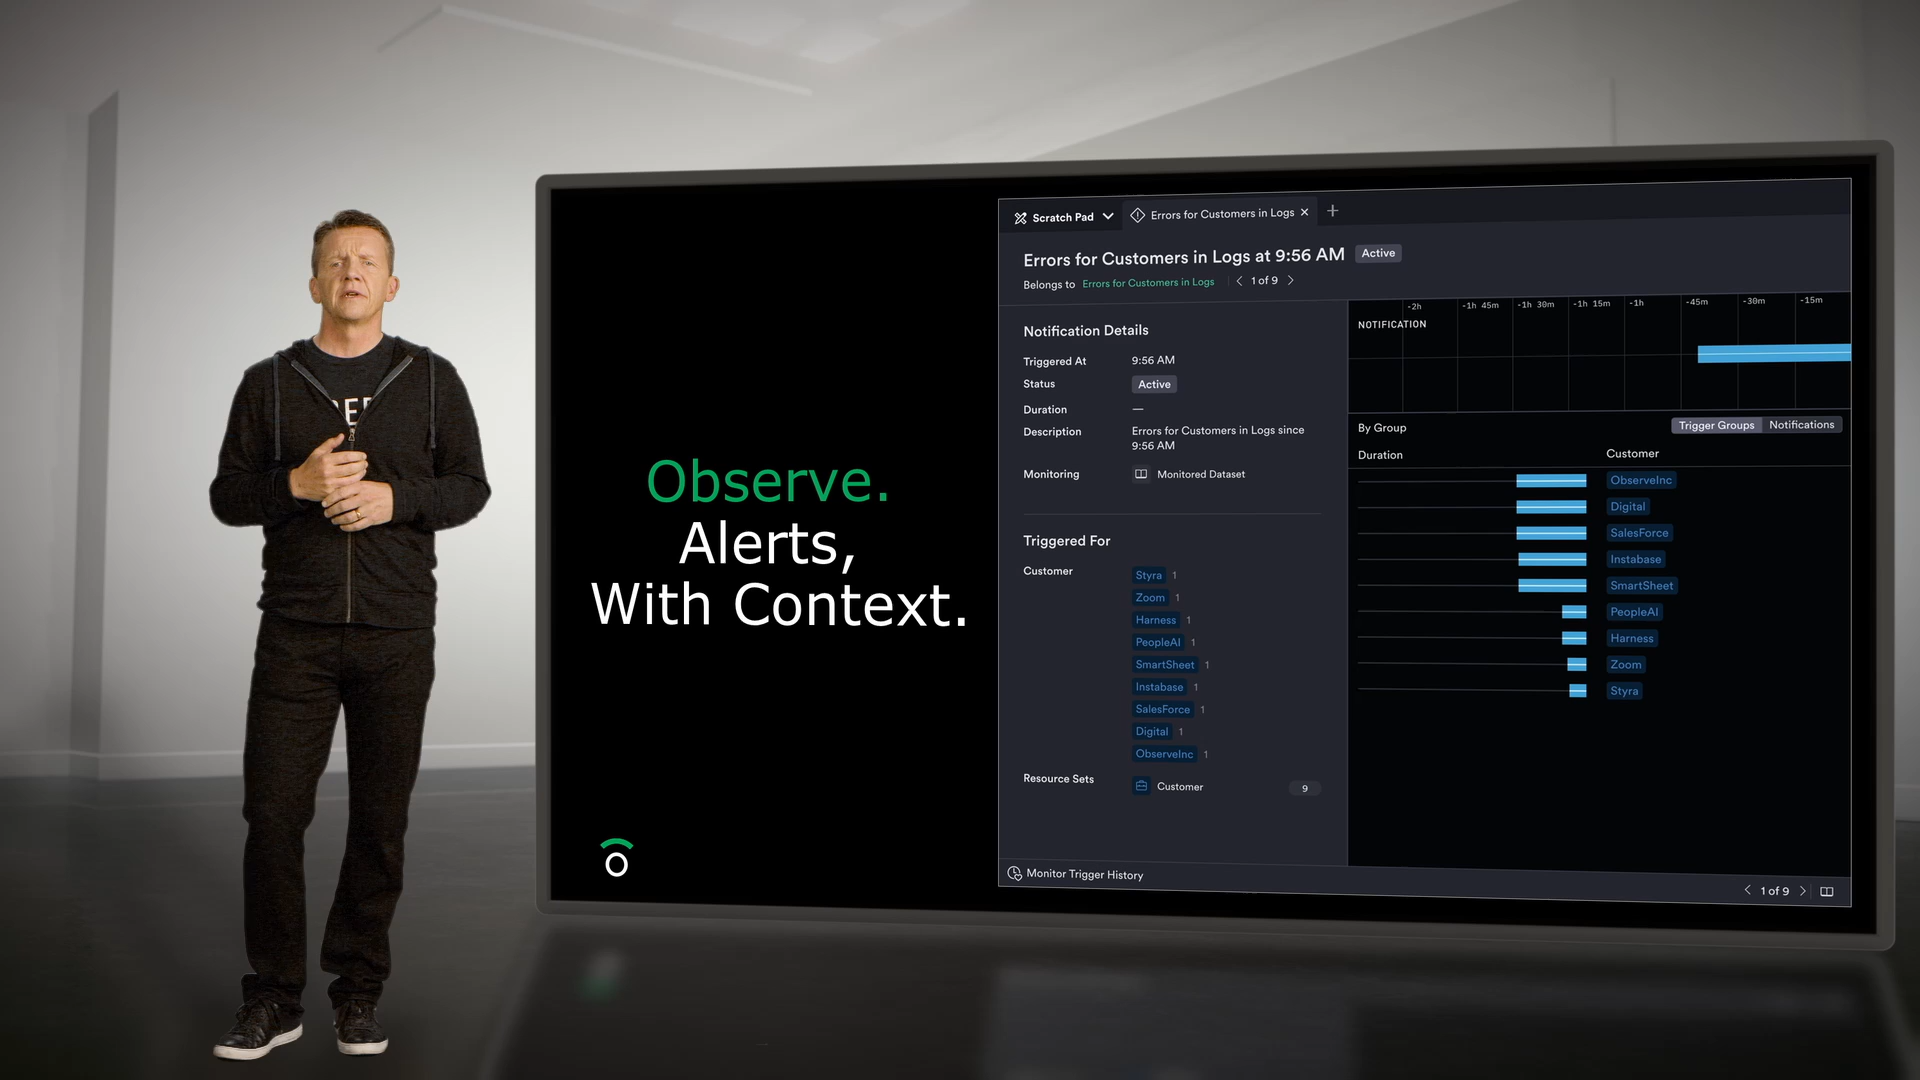 Observe.
Alerts,
With Context.
Scratch Pad
Errors for Customers in Logs
Errors for Customers in Logs at 9:56 AM Active
Belongs to Errors for Customers in Logs 1 of 9
Notification Details
Triggered At 9:56 AM
Status Active
Duration —
Description Errors for Customers in Logs since
9:56 AM
Monitoring Monitored Dataset
Triggered For
Customer
Styra 1
Zoom 1
Harness 1
PeopleAI 1
SmartSheet 1
Instabase 1
SalesForce 1
Digital 1
ObserveInc 1
Resource Sets Customer 9
-2h -1h 45m -1h 30m -1h 15m -1h -45m -30m -15m
NOTIFICATION
By Group Trigger Groups Notifications
Duration Customer
ObserveInc
Digital
SalesForce
Instabase
SmartSheet
PeopleAI
Harness
Zoom
Styra
Monitor Trigger History
1 of 9